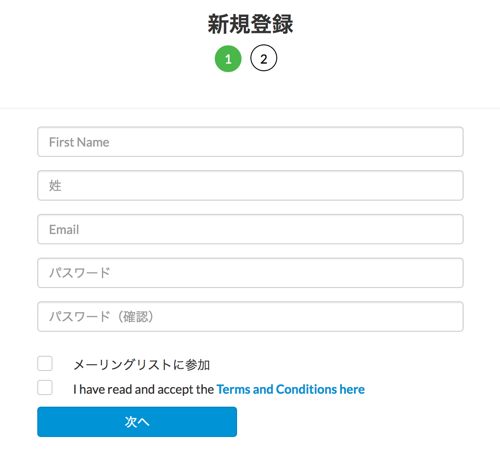 新規登録
1 2
First Name
姓
Email
パスワード
パスワード（確認）
メーリングリストに参加
I have read and accept the Terms and Conditions here
次へ